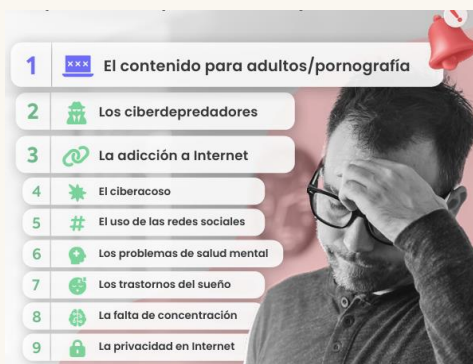 1 El contenido para adultos/pornografía
2 Los ciberdepredadores
3 La adicción a Internet
4 El ciberacoso
5 # El uso de las redes sociales
6 Los problemas de salud mental
7 Los trastornos del sueño
8 La falta de concentración
9 La privacidad en Internet